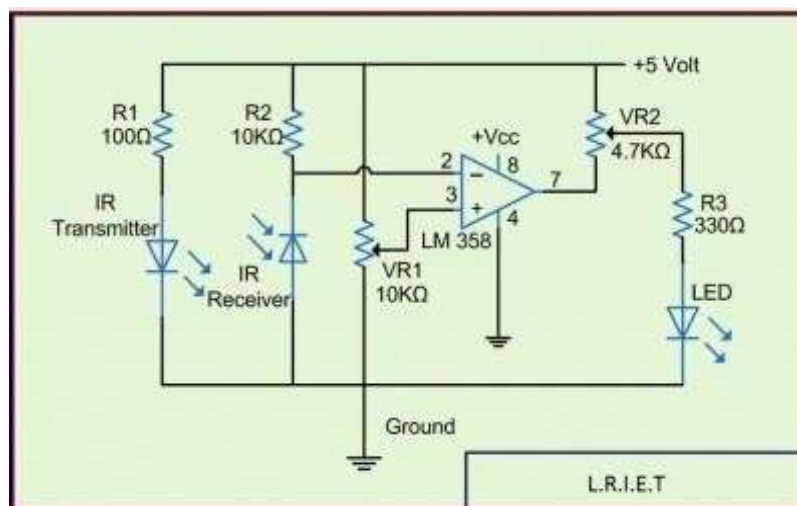 +5 Volt
R1
100Ω
R2
10KΩ
+Vcc
VR2
4.7KΩ
2
8
7
3
4
LM 358
R3
330Ω
IR
Transmitter
IR
Receiver
VR1
10KΩ
LED
Ground
L.R.I.E.T